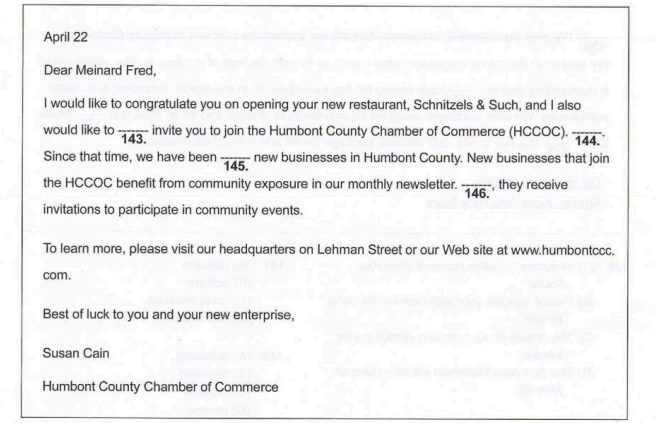 April 22
Dear Meinard Fred,
I would like to congratulate you on opening your new restaurant, Schnitzels & Such, and I also
would like to ------- invite you to join the Humbont County Chamber of Commerce (HCCOC). -------.
143. 144.
Since that time, we have been ------- new businesses in Humbont County. New businesses that join
145.
the HCCOC benefit from community exposure in our monthly newsletter. -------, they receive
146.
invitations to participate in community events.
To learn more, please visit our headquarters on Lehman Street or our Web site at www.humbontccc.
com.
Best of luck to you and your new enterprise,
Susan Cain
Humbont County Chamber of Commerce